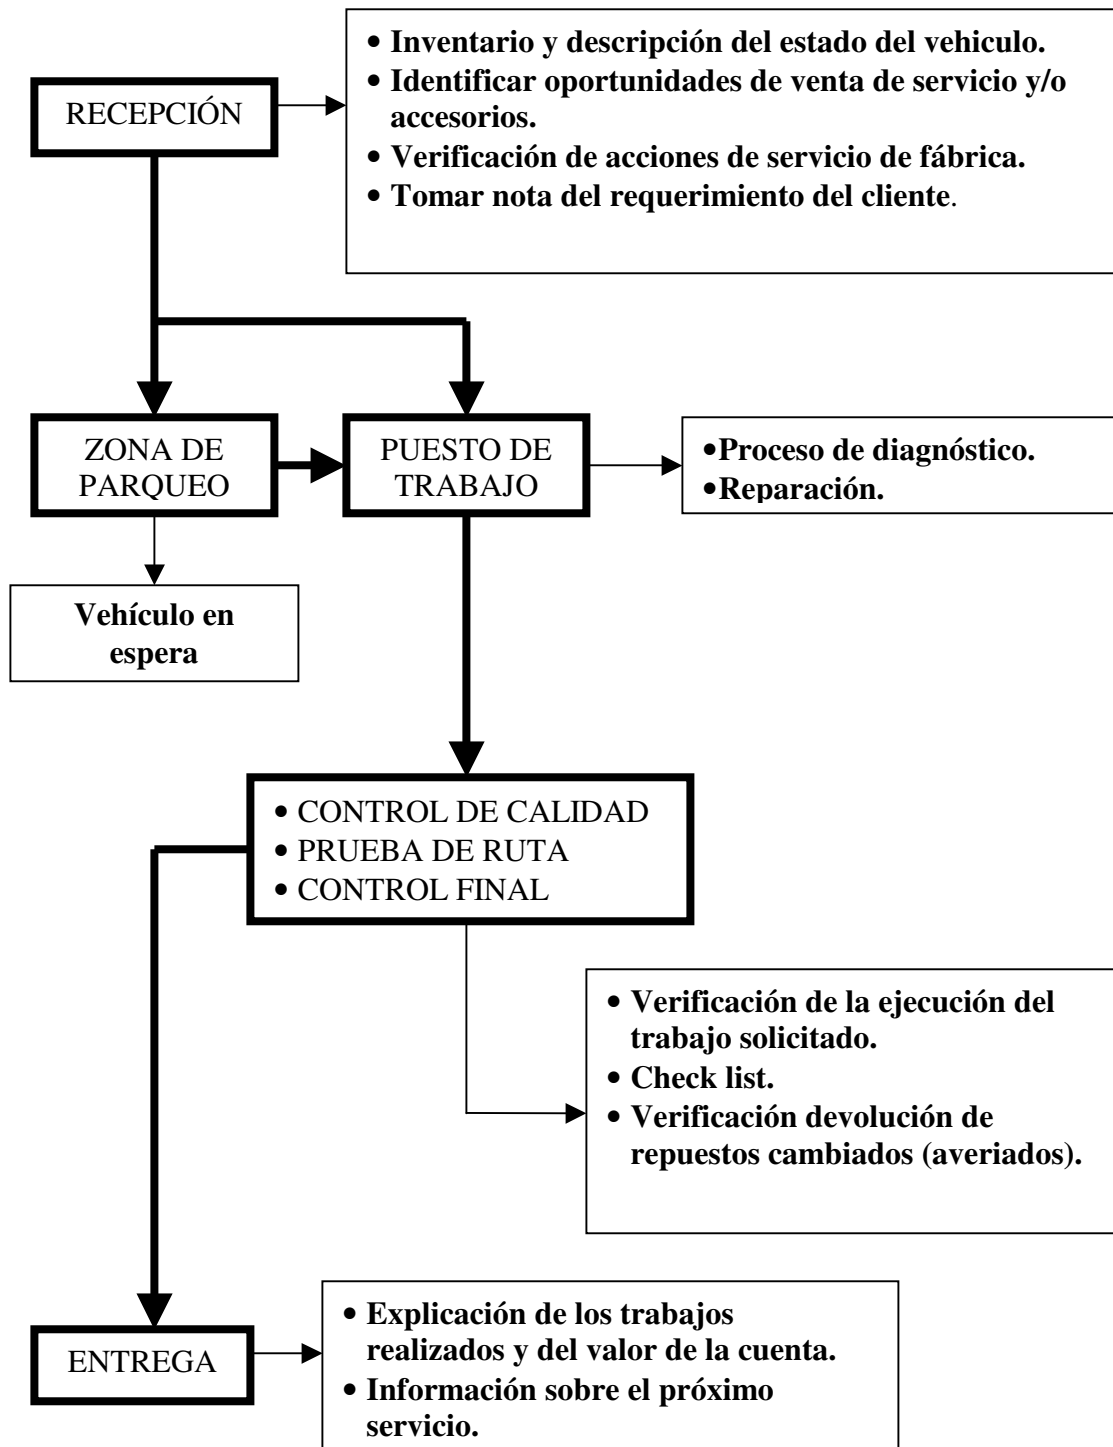 • Inventario y descripción del estado del vehiculo.
• Identificar oportunidades de venta de servicio y/o
accesorios.
• Verificación de acciones de servicio de fábrica.
• Tomar nota del requerimiento del cliente.
RECEPCIÓN
ZONA DE
PARQUEO
PUESTO DE
TRABAJO
•Proceso de diagnóstico.
•Reparación.
Vehículo en
espera
• CONTROL DE CALIDAD
• PRUEBA DE RUTA
• CONTROL FINAL
• Verificación de la ejecución del
trabajo solicitado.
• Check list.
• Verificación devolución de
repuestos cambiados (averiados).
ENTREGA
• Explicación de los trabajos
realizados y del valor de la cuenta.
• Información sobre el próximo
servicio.